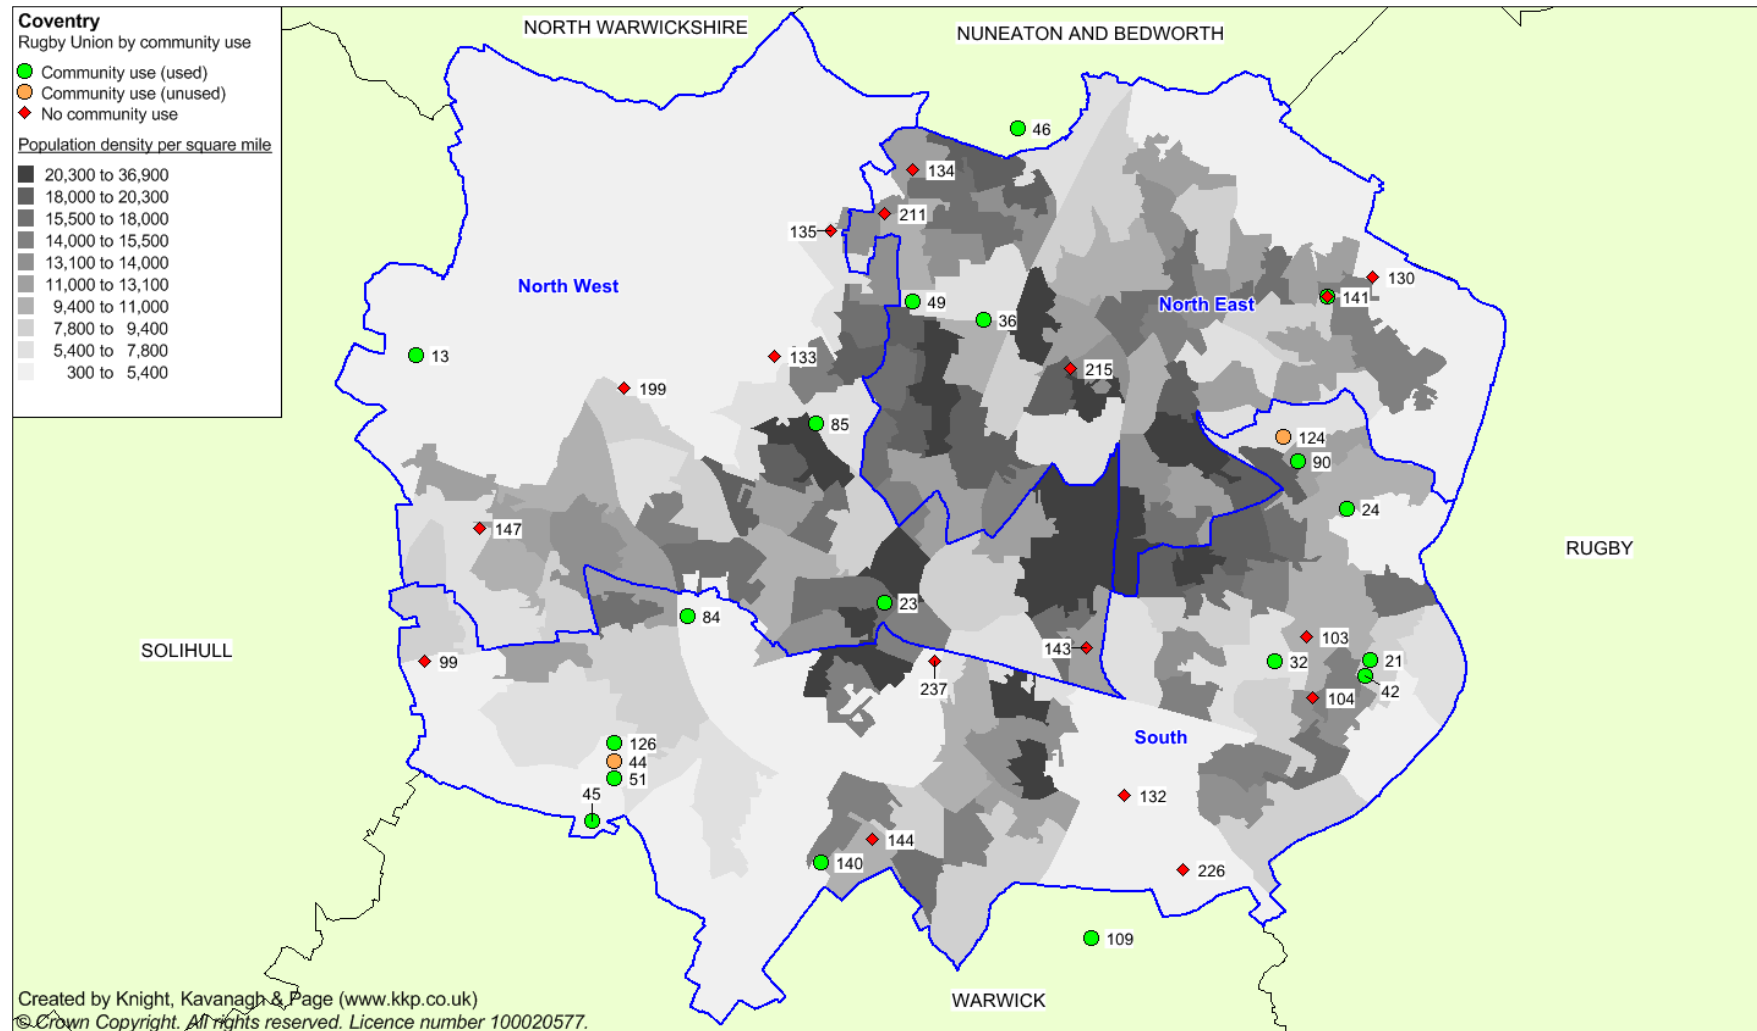 Coventry
Rugby Union by community use
Community use (used)
Community use (unused)
No community use
Population density per square mile
20,300 to 36,900
18,000 to 20,300
15,500 to 18,000
14,000 to 15,500
13,100 to 14,000
11,000 to 13,100
9,400 to 11,000
7,800 to 9,400
5,400 to 7,800
300 to 5,400
NORTH WARWICKSHIRE
NUNEATON AND BEDWORTH
46
134
211
135
North West
130
141
North East
49
36
13
133
215
199
85
124
90
24
147
RUGBY
23
84
103
SOLIHULL
143
99
32
21
237
42
104
126
South
44
51
45
132
144
140
226
109
WARWICK
Created by Knight, Kavanagh & Page (www.kkp.co.uk)
© Crown Copyright. All rights reserved. Licence number 100020577.